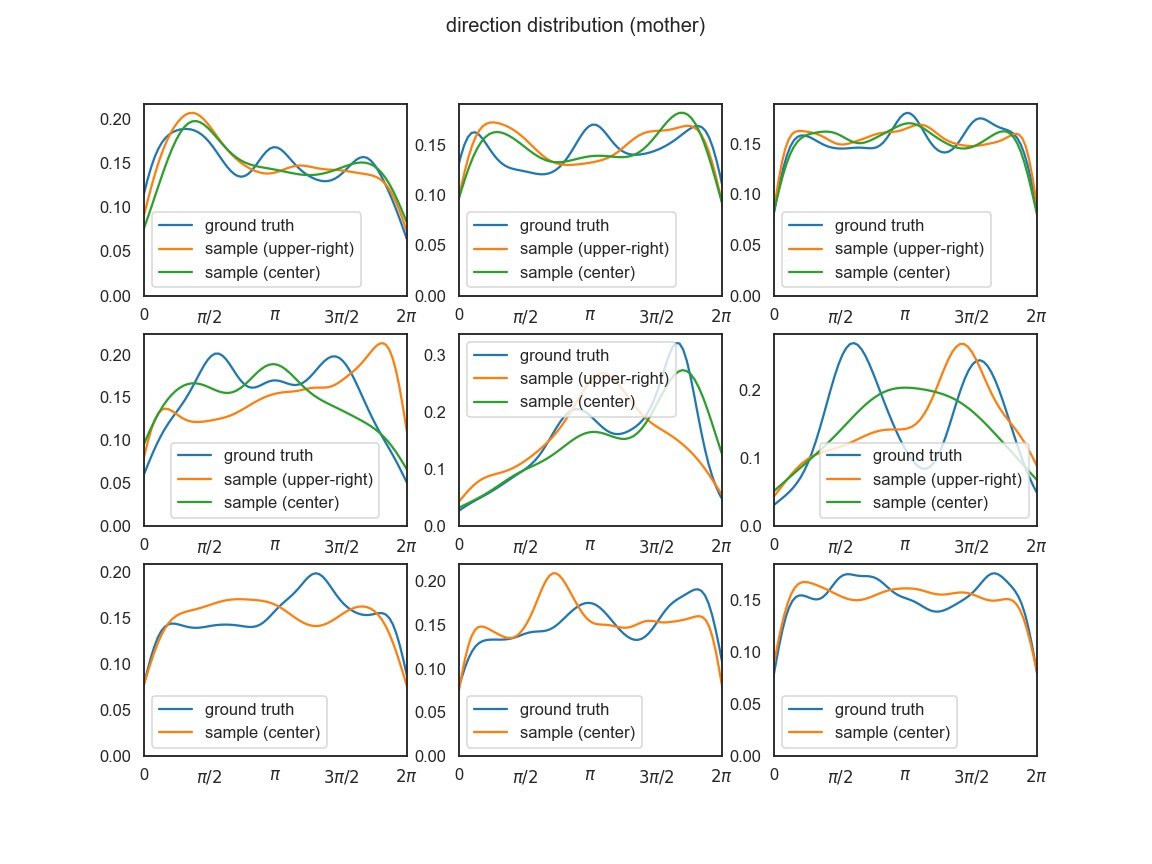 direction distribution (mother)
0.20
0.15
0.10
0.05
0.00
ground truth
sample (upper-right)
sample (center)
0 π/2 π 3π/2 2π
0.15
0.10
0.05
0.00
ground truth
sample (upper-right)
sample (center)
0 π/2 π 3π/2 2π
0.15
0.10
0.05
0.00
ground truth
sample (upper-right)
sample (center)
0 π/2 π 3π/2 2π
0.20
0.15
0.10
0.05
0.00
ground truth
sample (upper-right)
sample (center)
0 π/2 π 3π/2 2π
0.3
0.2
0.1
0.0
ground truth
sample (upper-right)
sample (center)
0 π/2 π 3π/2 2π
0.2
0.1
0.0
ground truth
sample (upper-right)
sample (center)
0 π/2 π 3π/2 2π
0.20
0.15
0.10
0.05
0.00
ground truth
sample (center)
0 π/2 π 3π/2 2π
0.20
0.15
0.10
0.05
0.00
ground truth
sample (center)
0 π/2 π 3π/2 2π
0.15
0.10
0.05
0.00
ground truth
sample (center)
0 π/2 π 3π/2 2π